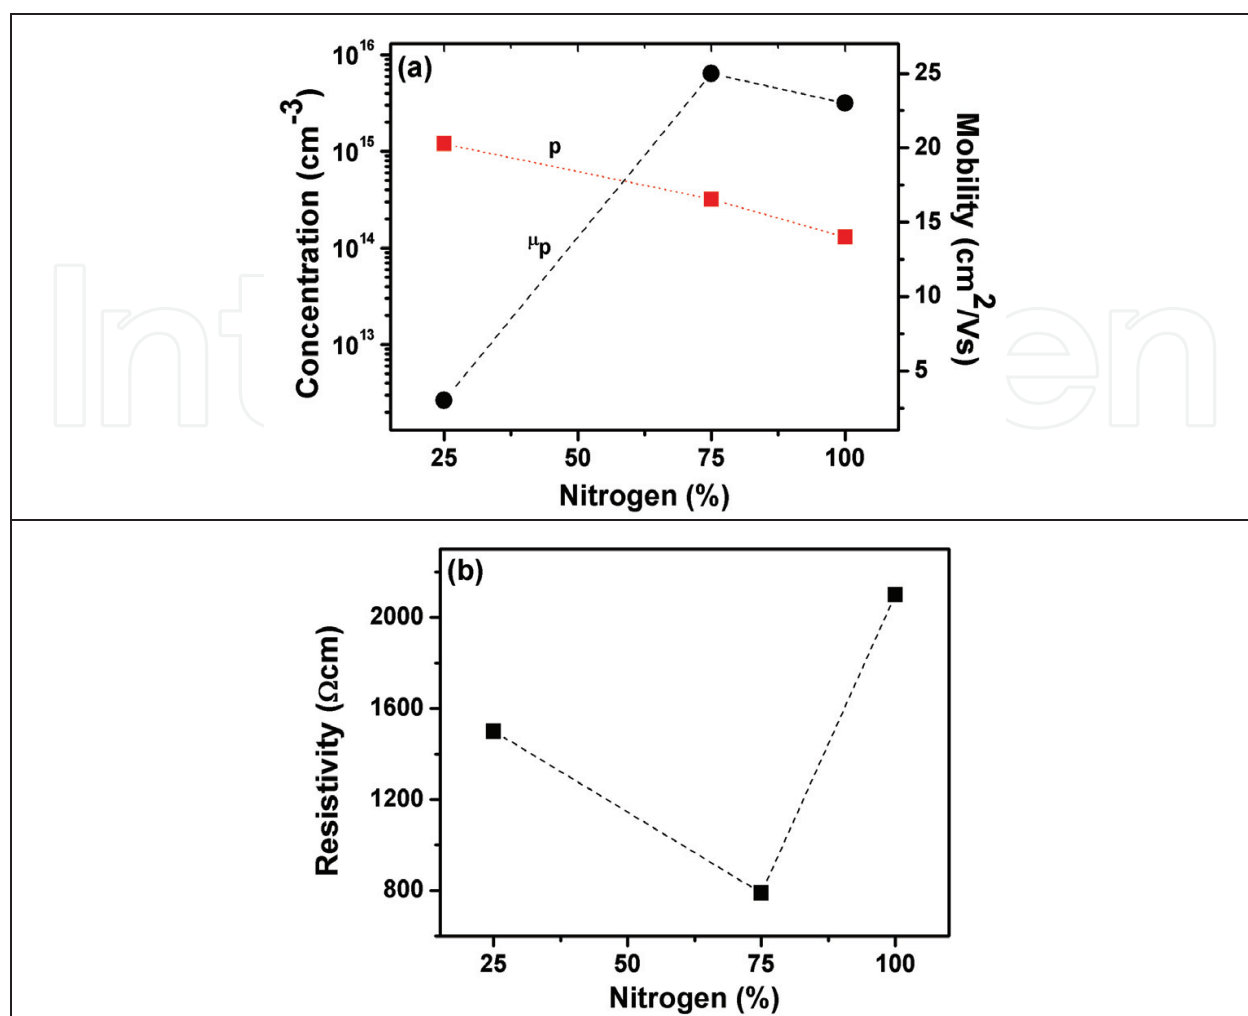 (a)
10^16
10^15
10^14
10^13
Concentration (cm^-3)
p
μp
25
20
15
10
5
Mobility (cm^2/Vs)
25 50 75 100
Nitrogen (%)
(b)
2000
1600
1200
800
Resistivity (Ωcm)
25 50 75 100
Nitrogen (%)